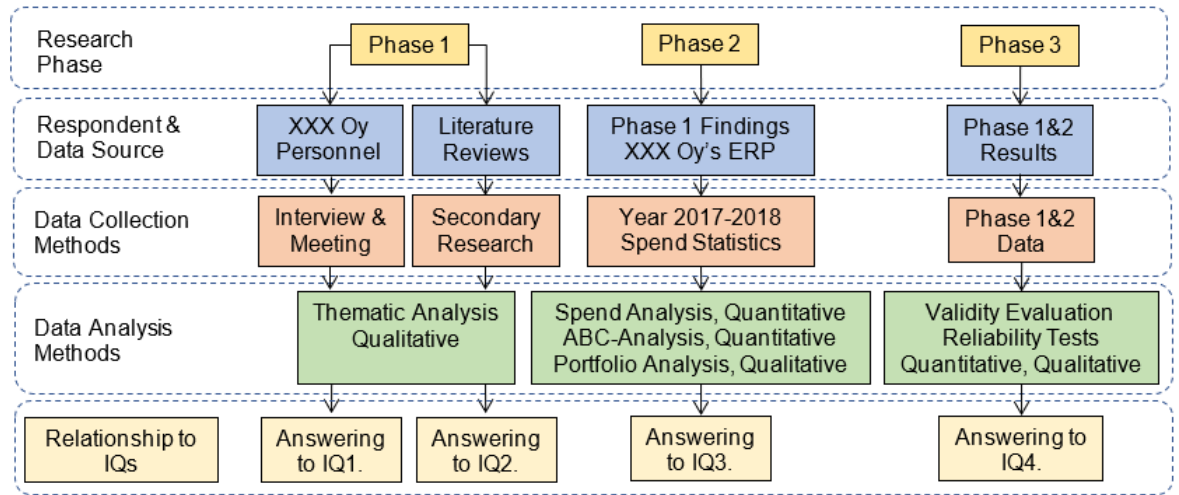 Research
Phase
Phase 1
Phase 2
Phase 3
Respondent &
Data Source
XXX Oy
Personnel
Literature
Reviews
Phase 1 Findings
XXX Oy's ERP
Phase 1&2
Results
Data Collection
Methods
Interview &
Meeting
Secondary
Research
Year 2017-2018
Spend Statistics
Phase 1&2
Data
Data Analysis
Methods
Thematic Analysis
Qualitative
Spend Analysis, Quantitative
ABC-Analysis, Quantitative
Portfolio Analysis, Qualitative
Validity Evaluation
Reliability Tests
Quantitative, Qualitative
Relationship to
IQs
Answering
to IQ1.
Answering
to IQ2.
Answering
to IQ3.
Answering to
IQ4.